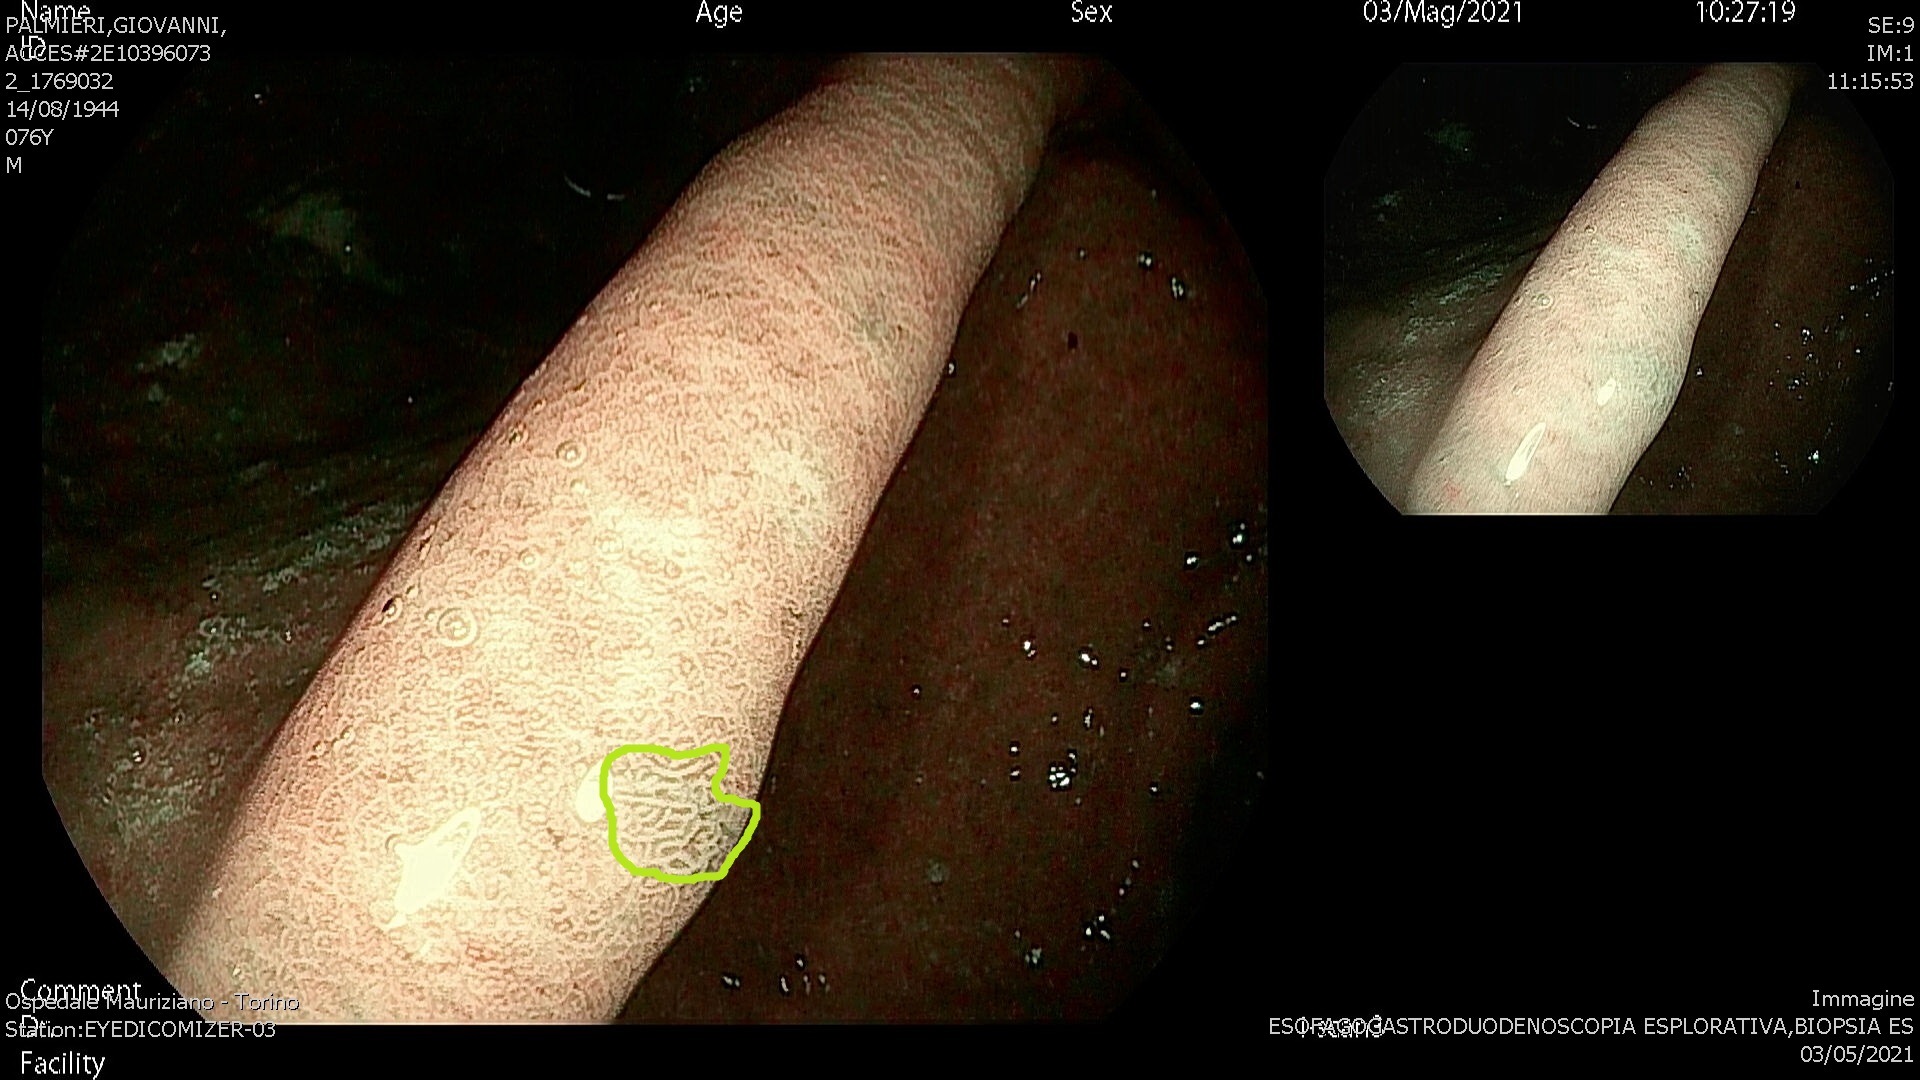 Name Age Sex 03/Mag/2021 10:27:19
PALMIERI,GIOVANNI,
SE:9
ID
ACCES#2E10396073
IM:1
2_1769032
11:15:53
14/08/1944
076Y
M
Comment
Ospedale Mauriziano - Torino
Immagine
Station:EYEDICOMIZER-03
ESOFAGOGASTRODUODENOSCOPIA ESPLORATIVA,BIOPSIA ES
03/05/2021
Facility